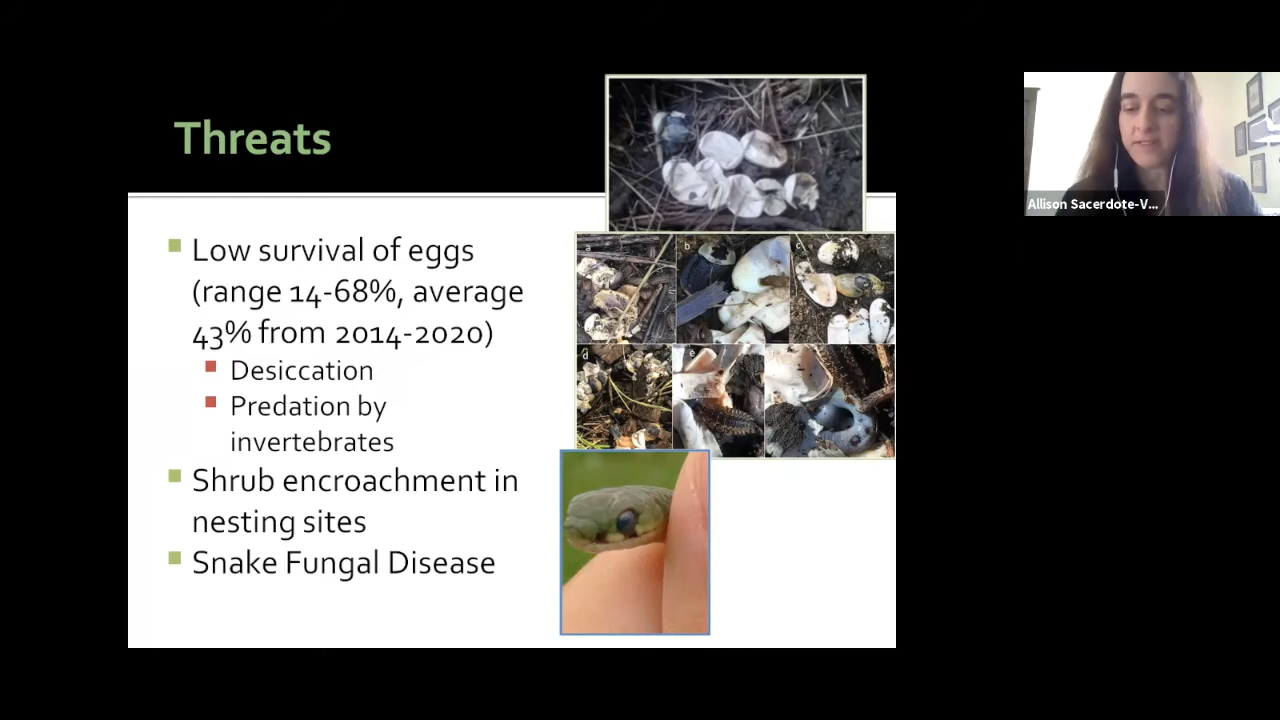 Threats
Low survival of eggs
(range 14-68%, average
43% from 2014-2020)
Desiccation
Predation by
invertebrates
Shrub encroachment in
nesting sites
Snake Fungal Disease
a
b
c
d
e
Allison Sacerdote-V...